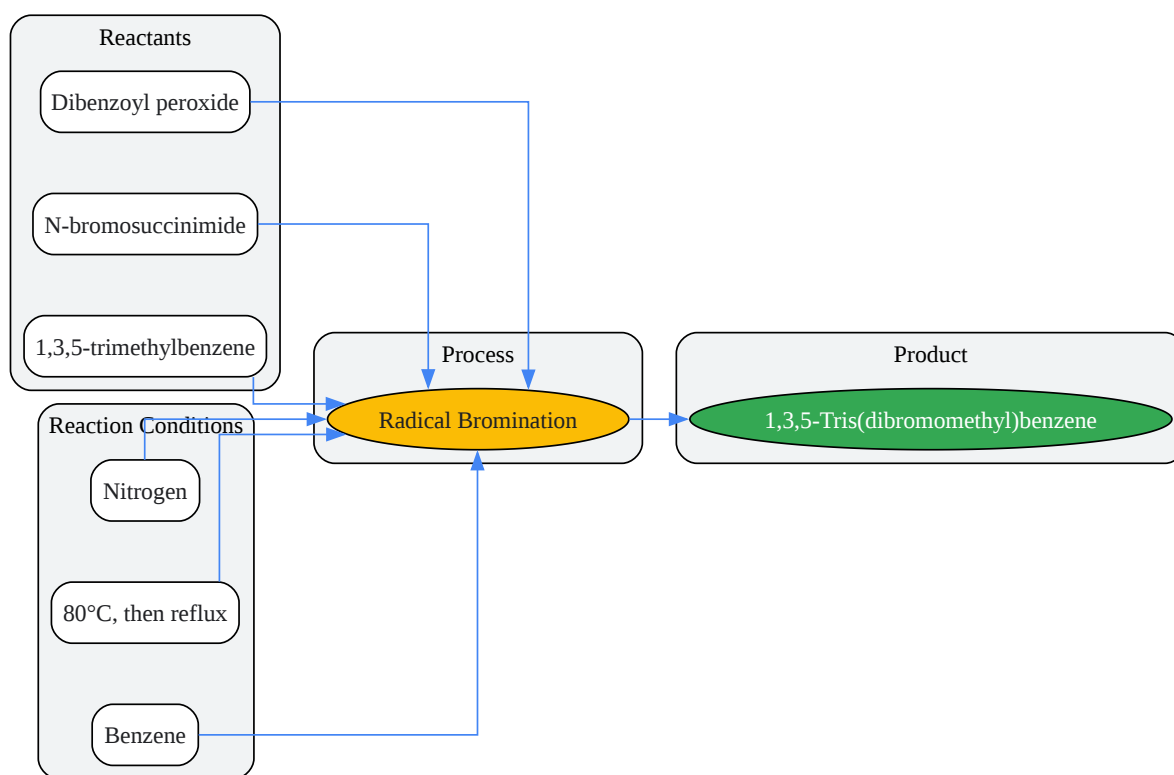 Reactants
Dibenzoyl peroxide
N-bromosuccinimide
1,3,5-trimethylbenzene
Reaction Conditions
Nitrogen
80°C, then reflux
Benzene
Process
Radical Bromination
Product
1,3,5-Tris(dibromomethyl)benzene